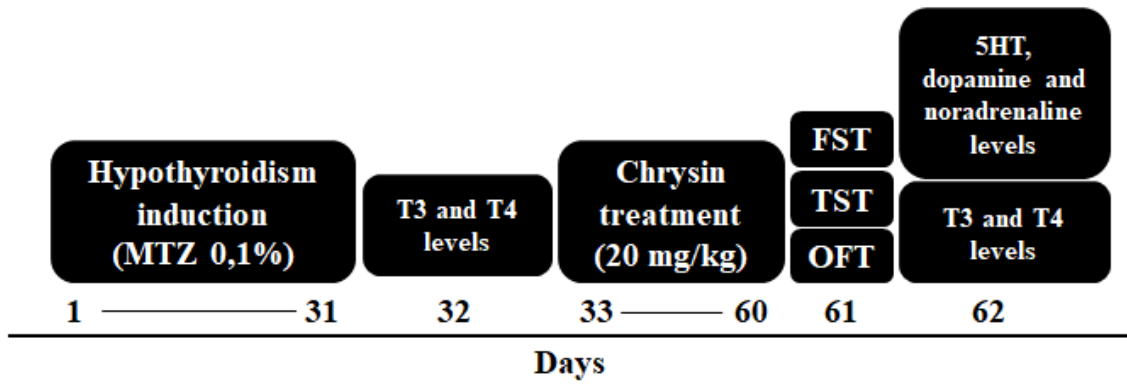 Hypothyroidism
induction
(MTZ 0,1%)
T3 and T4
levels
Chrysin
treatment
(20 mg/kg)
FST
TST
OFT
5HT,
dopamine and
noradrenaline
levels
T3 and T4
levels
1 31 32 33 60 61 62
Days